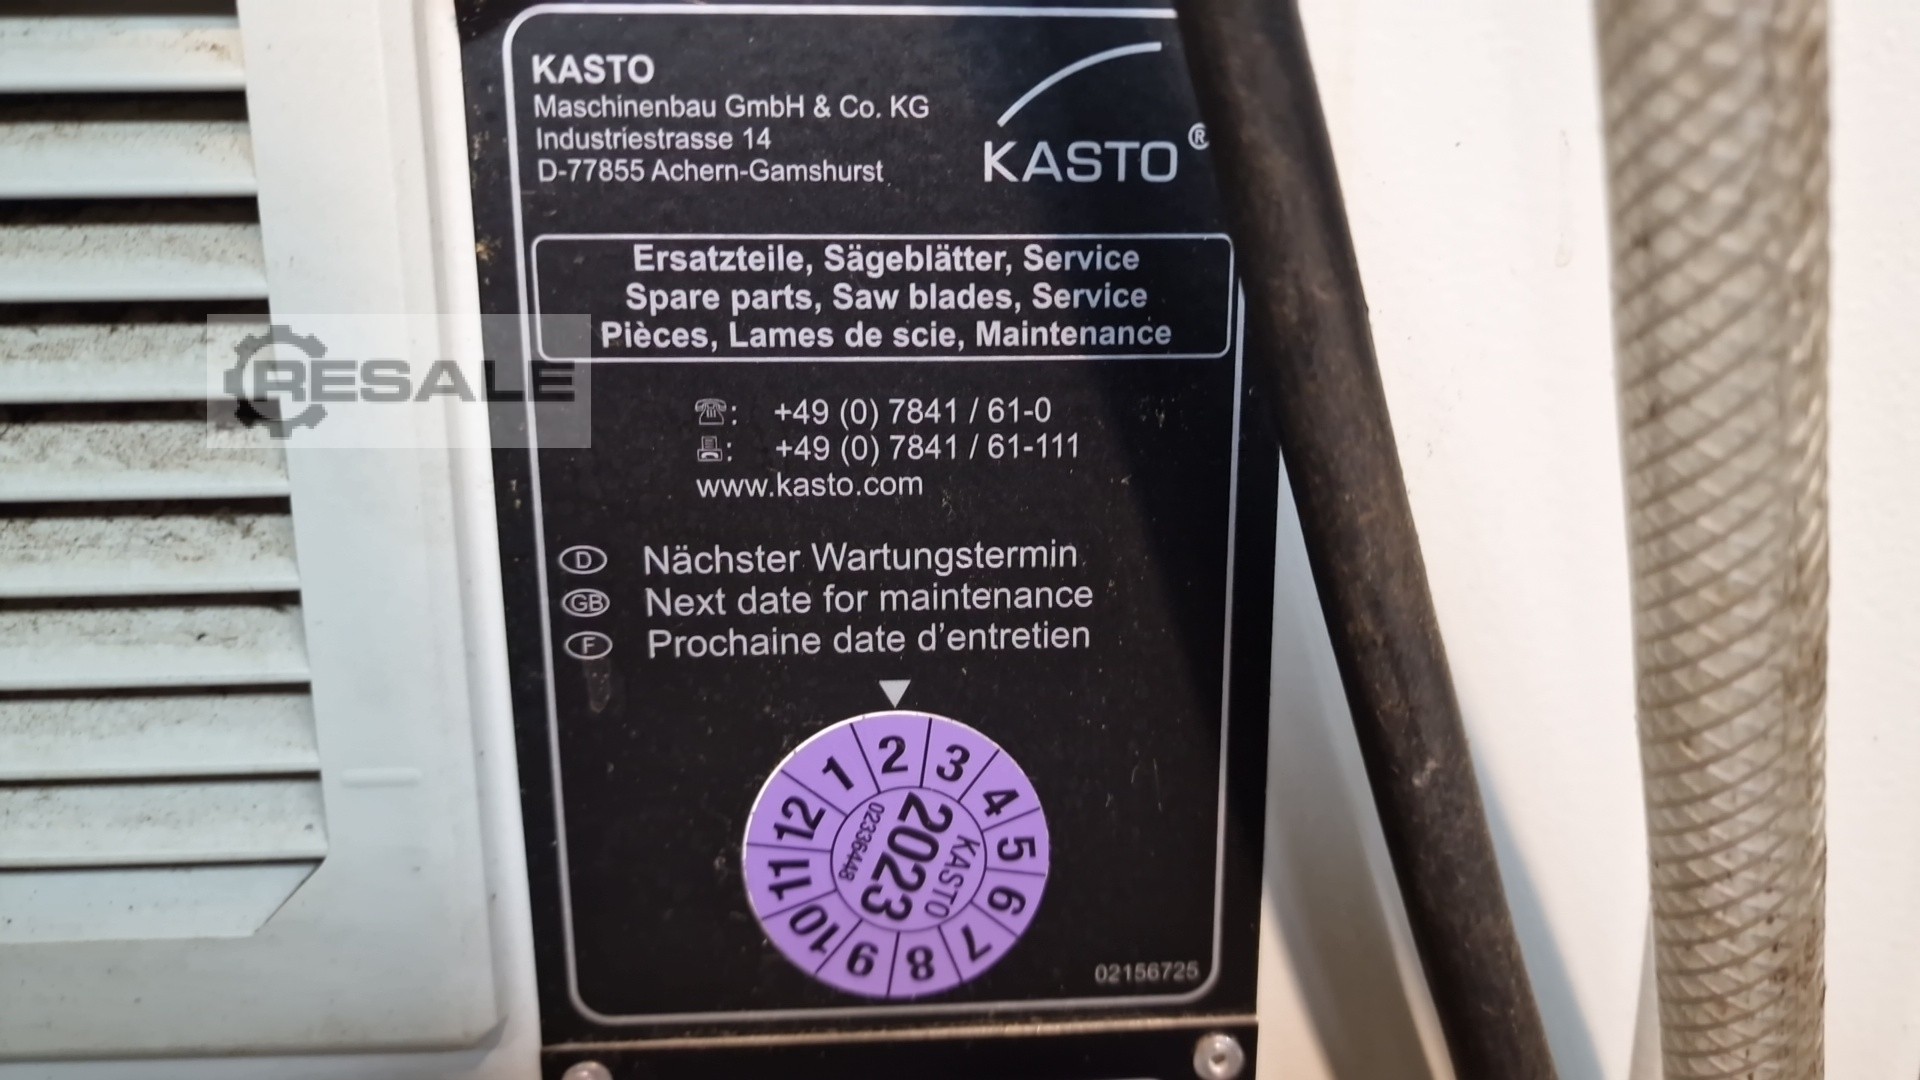 KASTO
Maschinenbau GmbH & Co. KG
Industriestrasse 14
D-77855 Achern-Gamshurst
KASTO®
Ersatzteile, Sägeblätter, Service
Spare parts, Saw blades, Service
Pièces, Lames de scie, Maintenance
RESALE
☎: +49 (0) 7841 / 61-0
+49 (0) 7841 / 61-111
www.kasto.com
D Nächster Wartungstermin
GB Next date for maintenance
F Prochaine date d'entretien
1 2 3 4 5 6 7 8 9 10 11 12
KASTO
2023
02336448
02156725